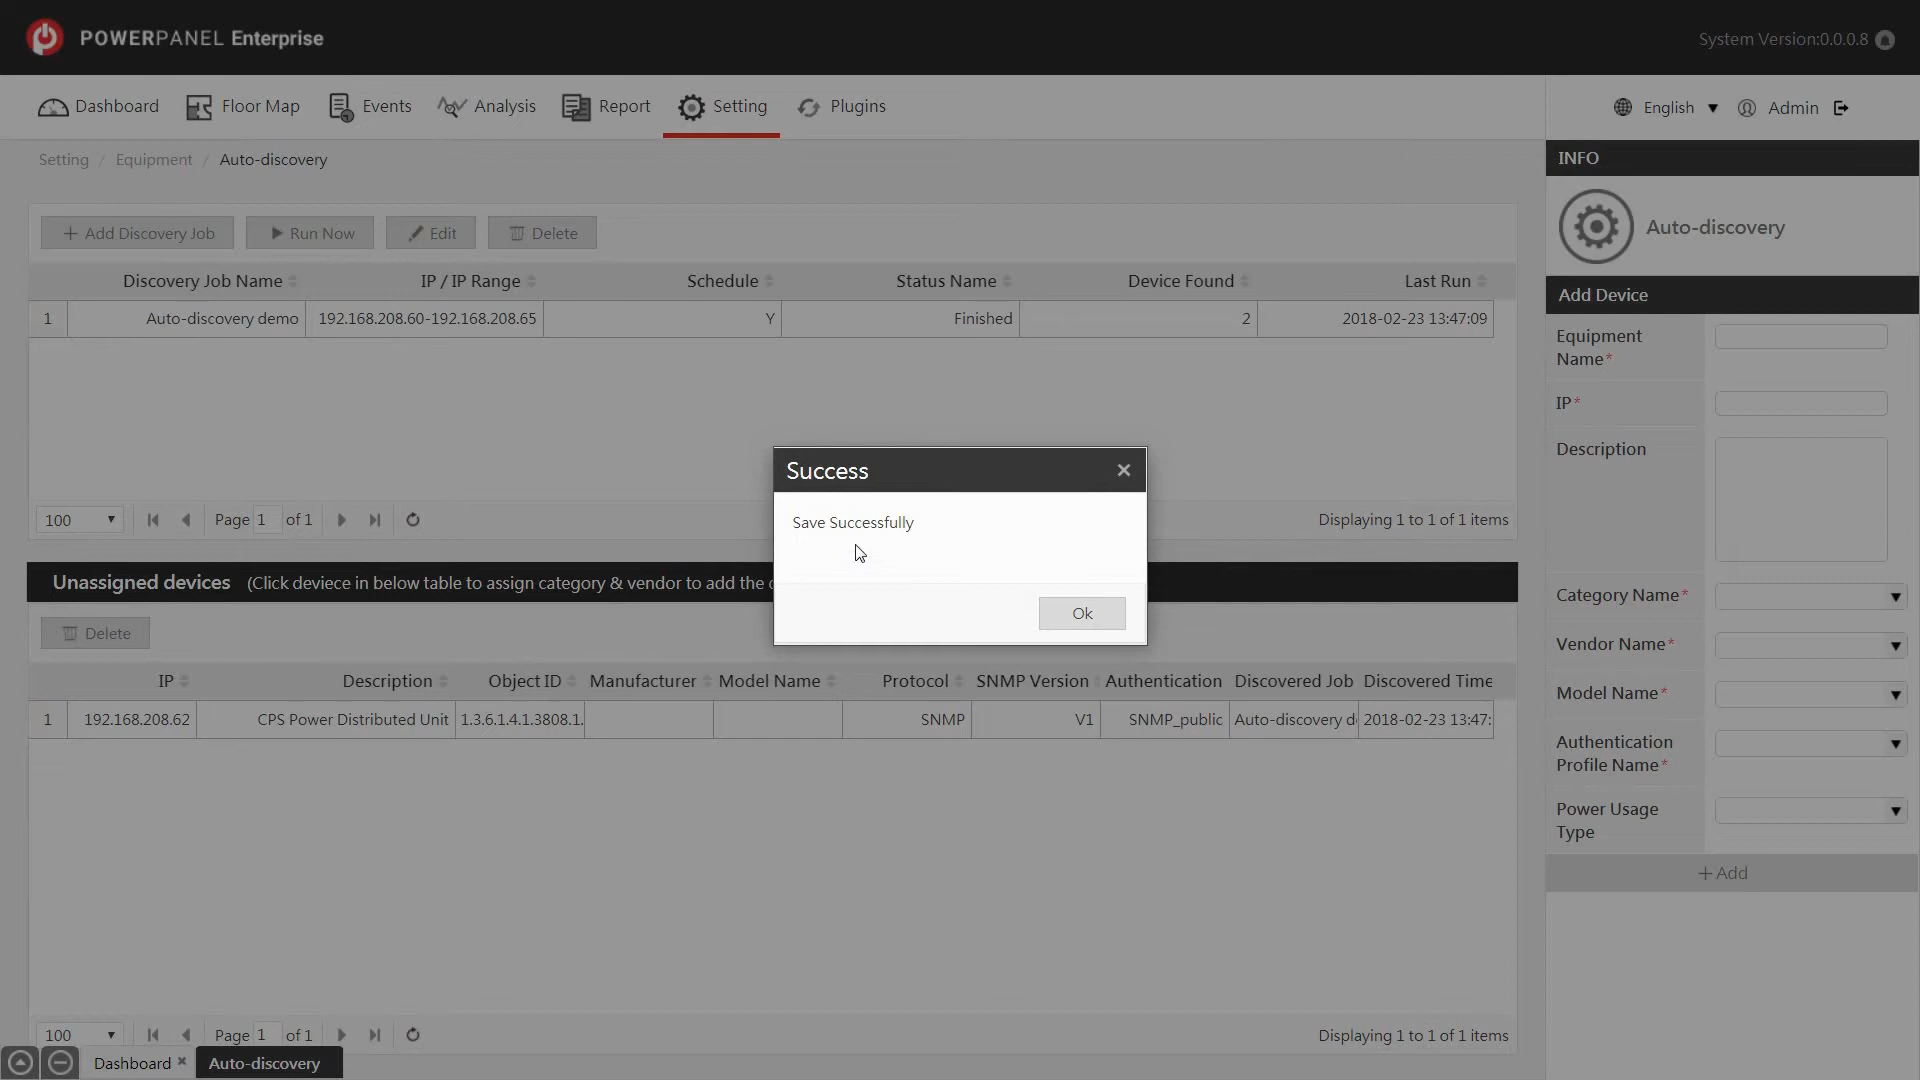 POWERPANEL Enterprise
System Version:0.0.0.8
Dashboard Floor Map Events Analysis Report Setting Plugins
English Admin
Setting / Equipment / Auto-discovery
INFO
Auto-discovery
Add Discovery Job Run Now Edit Delete
Discovery Job Name IP / IP Range Schedule Status Name Device Found Last Run
1 Auto-discovery demo 192.168.208.60-192.168.208.65 Y Finished 2 2018-02-23 13:47:09
100 Page 1 of 1
Displaying 1 to 1 of 1 items
Success
Save Successfully
Ok
Unassigned devices (Click deviece in below table to assign category & vendor to add the
Delete
IP Description Object ID Manufacturer Model Name Protocol SNMP Version Authentication Discovered Job Discovered Time
1 192.168.208.62 CPS Power Distributed Unit 1.3.6.1.4.1.3808.1. SNMP V1 SNMP_public Auto-discovery d 2018-02-23 13:47:
100 Page 1 of 1
Displaying 1 to 1 of 1 items
Dashboard Auto-discovery
Add Device
Equipment
Name*
IP*
Description
Category Name*
Vendor Name*
Model Name*
Authentication
Profile Name*
Power Usage
Type
+ Add